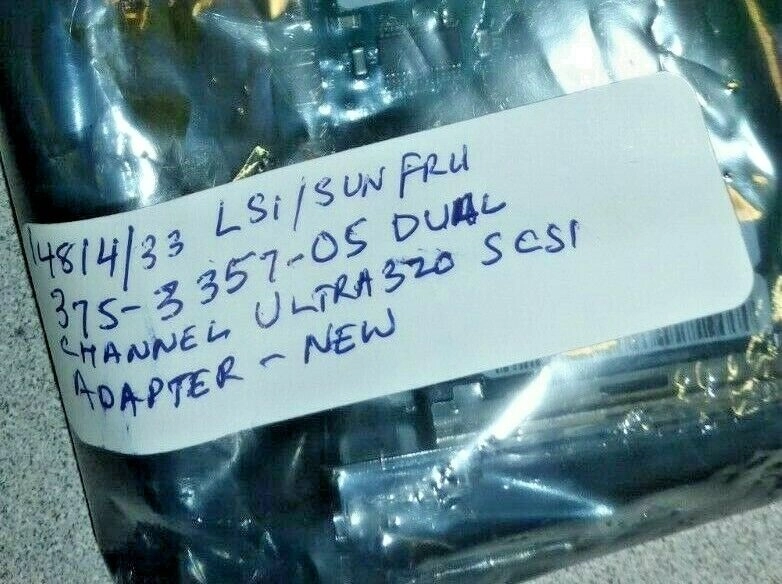 14814/33 LSI/SUN FRU
375-3357-05 DUAL
CHANNEL ULTRA320 SCSI
ADAPTER - NEW